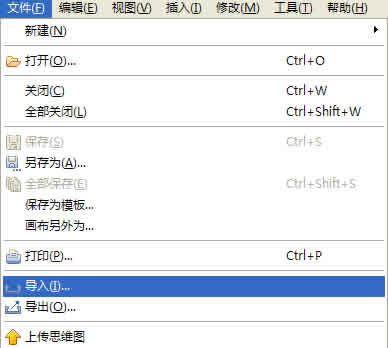 文件(F) 编辑(E) 视图(V) 插入(I) 修改(M) 工具(T) 帮助(H)
新建(N)
打开(O)... Ctrl+O
关闭(C) Ctrl+W
全部关闭(L) Ctrl+Shift+W
保存(S) Ctrl+S
另存为(A)...
全部保存(E) Ctrl+Shift+S
保存为模板...
画布另外为...
打印(P)... Ctrl+P
导入(I)...
导出(O)...
上传思维图